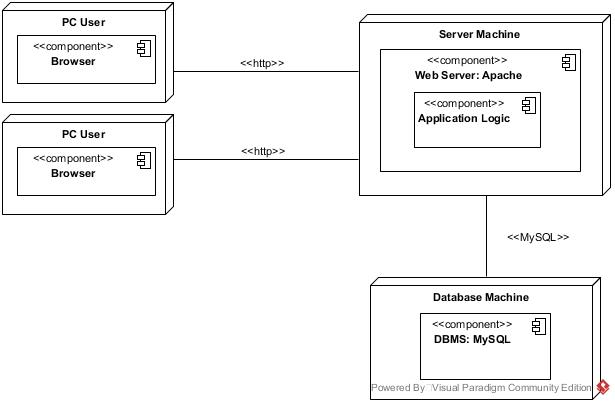 PC User
<<component>>
Browser
<<http>>
PC User
<<component>>
Browser
<<http>>
Server Machine
<<component>>
Web Server: Apache
<<component>>
Application Logic
<<MySQL>>
Database Machine
<<component>>
DBMS: MySQL
Powered By Visual Paradigm Community Edition